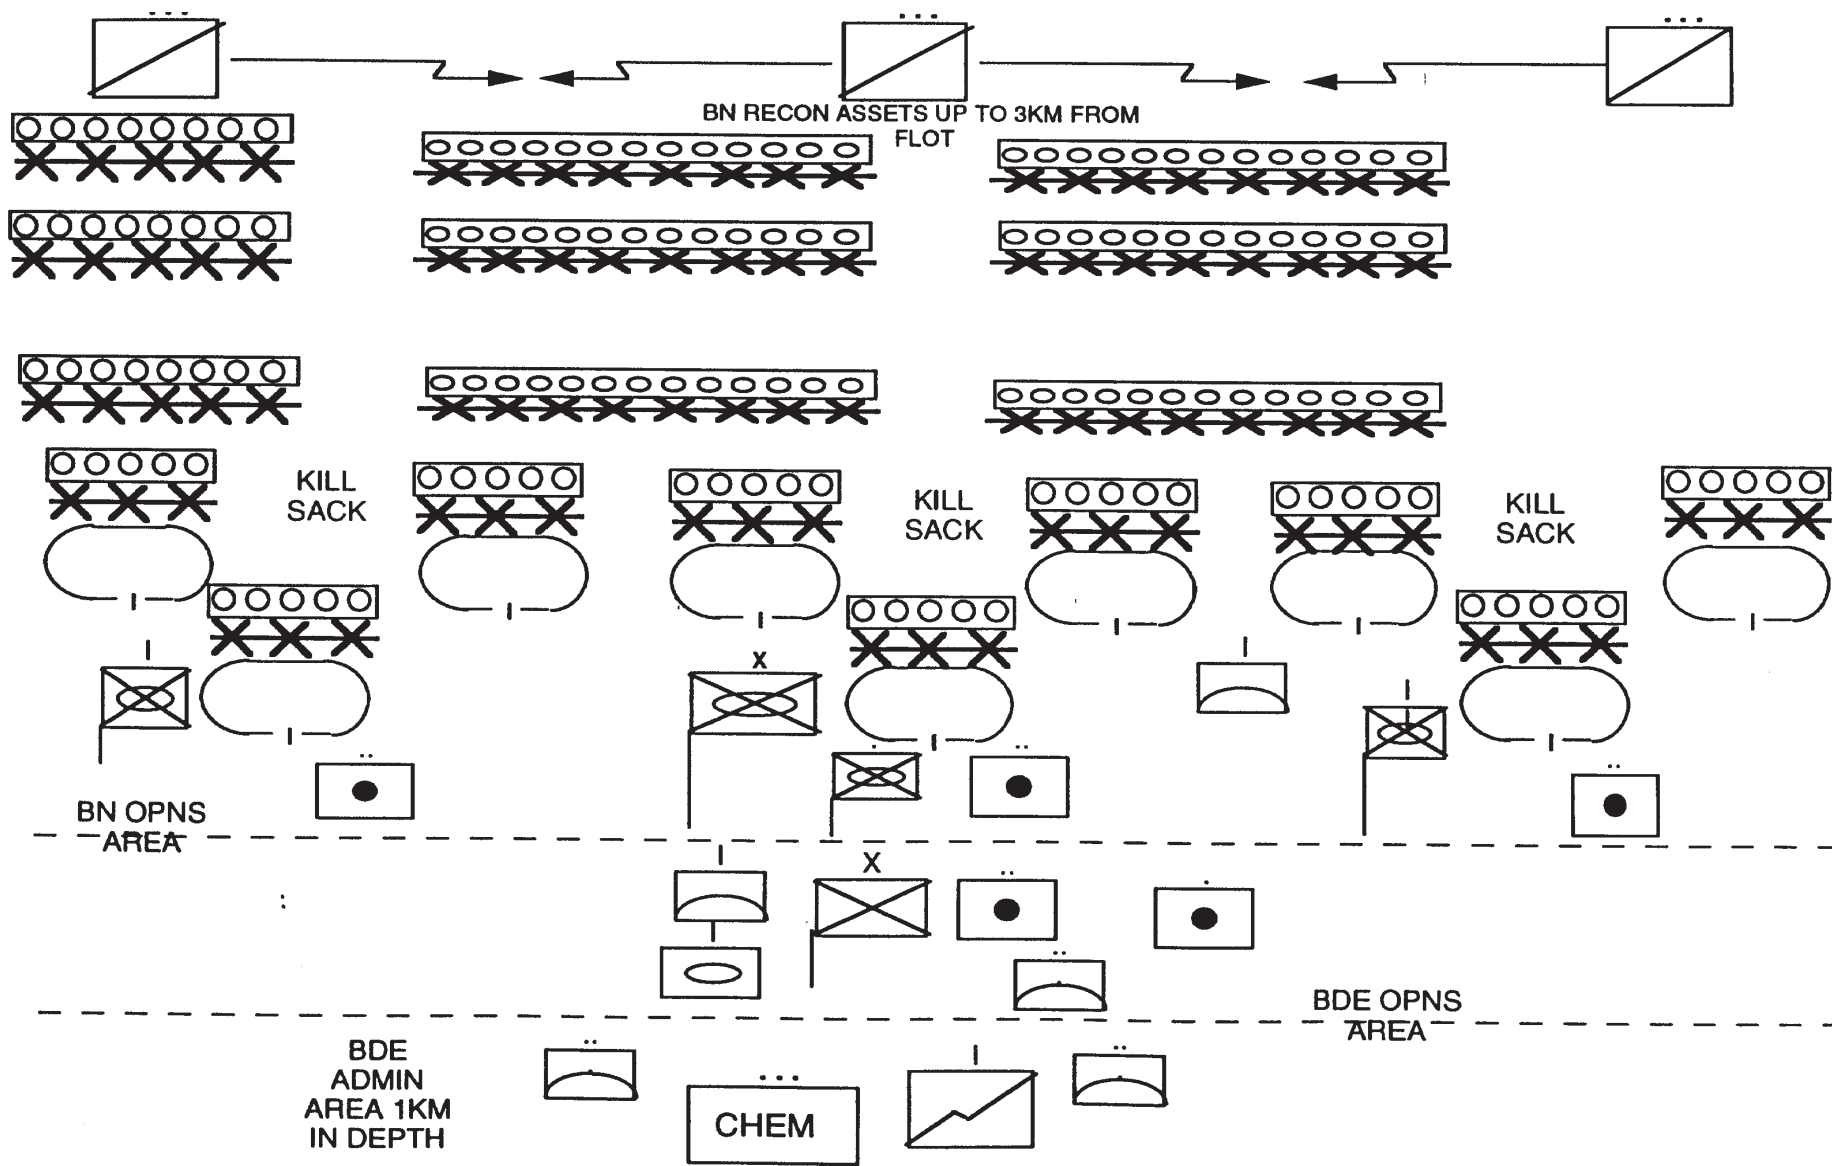 BN RECON ASSETS UP TO 3KM FROM
FLOT
KILL
SACK
KILL
SACK
KILL
SACK
X
BN OPNS
AREA
X
BDE OPNS
AREA
BDE
ADMIN
AREA 1KM
IN DEPTH
CHEM